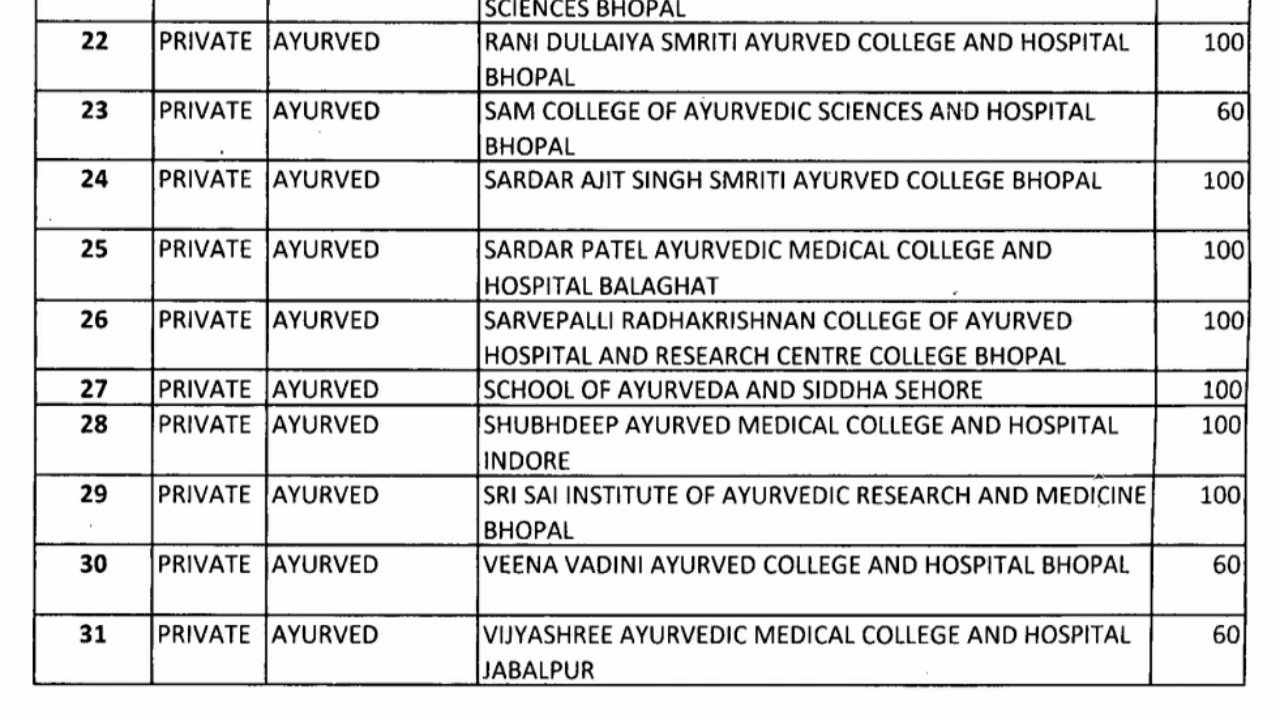 SCIENCES BHOPAL
22 PRIVATE AYURVED RANI DULLAIYA SMRITI AYURVED COLLEGE AND HOSPITAL 100
BHOPAL
23 PRIVATE AYURVED SAM COLLEGE OF AYURVEDIC SCIENCES AND HOSPITAL 60
BHOPAL
24 PRIVATE AYURVED SARDAR AJIT SINGH SMRITI AYURVED COLLEGE BHOPAL 100
25 PRIVATE AYURVED SARDAR PATEL AYURVEDIC MEDICAL COLLEGE AND 100
HOSPITAL BALAGHAT
26 PRIVATE AYURVED SARVEPALLI RADHAKRISHNAN COLLEGE OF AYURVED 100
HOSPITAL AND RESEARCH CENTRE COLLEGE BHOPAL
27 PRIVATE AYURVED SCHOOL OF AYURVEDA AND SIDDHA SEHORE 100
28 PRIVATE AYURVED SHUBHDEEP AYURVED MEDICAL COLLEGE AND HOSPITAL 100
INDORE
29 PRIVATE AYURVED SRI SAI INSTITUTE OF AYURVEDIC RESEARCH AND MEDICINE 100
BHOPAL
30 PRIVATE AYURVED VEENA VADINI AYURVED COLLEGE AND HOSPITAL BHOPAL 60
31 PRIVATE AYURVED VIJYASHREE AYURVEDIC MEDICAL COLLEGE AND HOSPITAL 60
JABALPUR